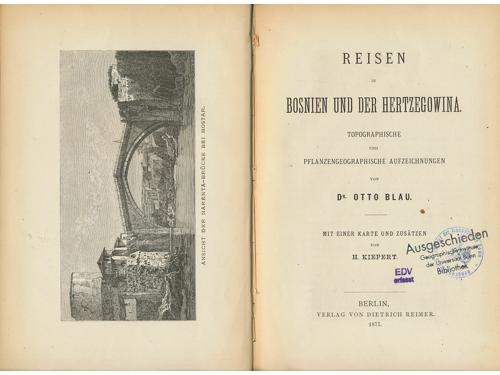 ANSICHT DER NARENTA-BRÜCKE BEI MOSTAR.
REISEN
IN
BOSNIEN UND DER HERTZEGOWINA.
TOPOGRAPHISCHE
UND
PFLANZENGEOGRAPHISCHE AUFZEICHNUNGEN
VON
DR. OTTO BLAU.
MIT EINER KARTE UND ZUSÄTZEN
VON
H. KIEPERT.
Ausgeschieden
der Universität Bonn
Bibliothek
EDV
erfasst
BERLIN,
VERLAG VON DIETRICH REIMER.
1877.